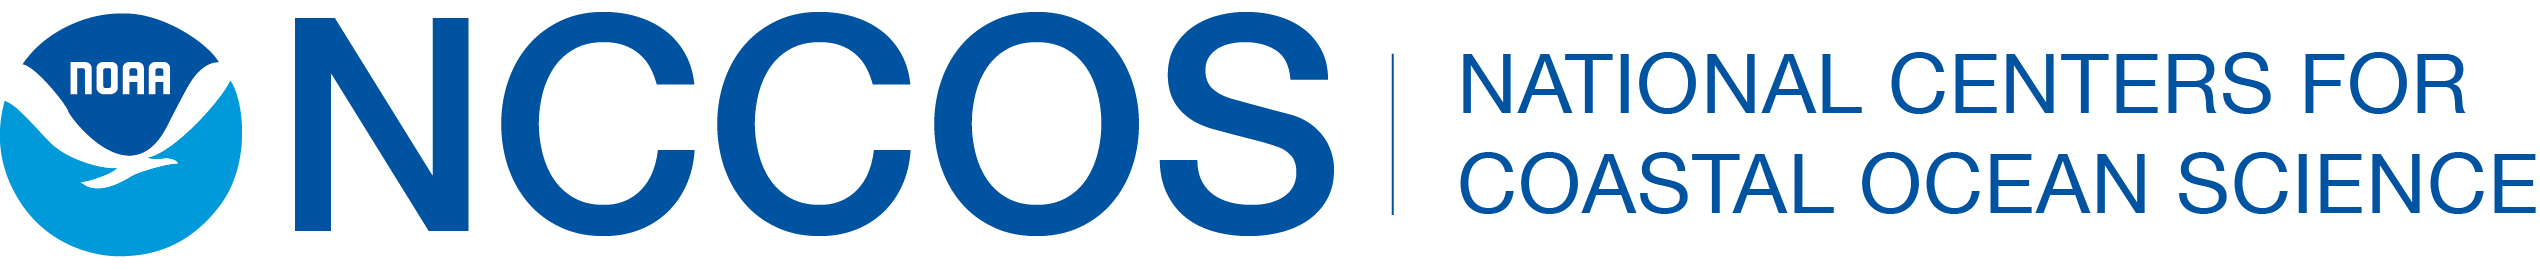 NOAA
NCCOS
NATIONAL CENTERS FOR
COASTAL OCEAN SCIENCE